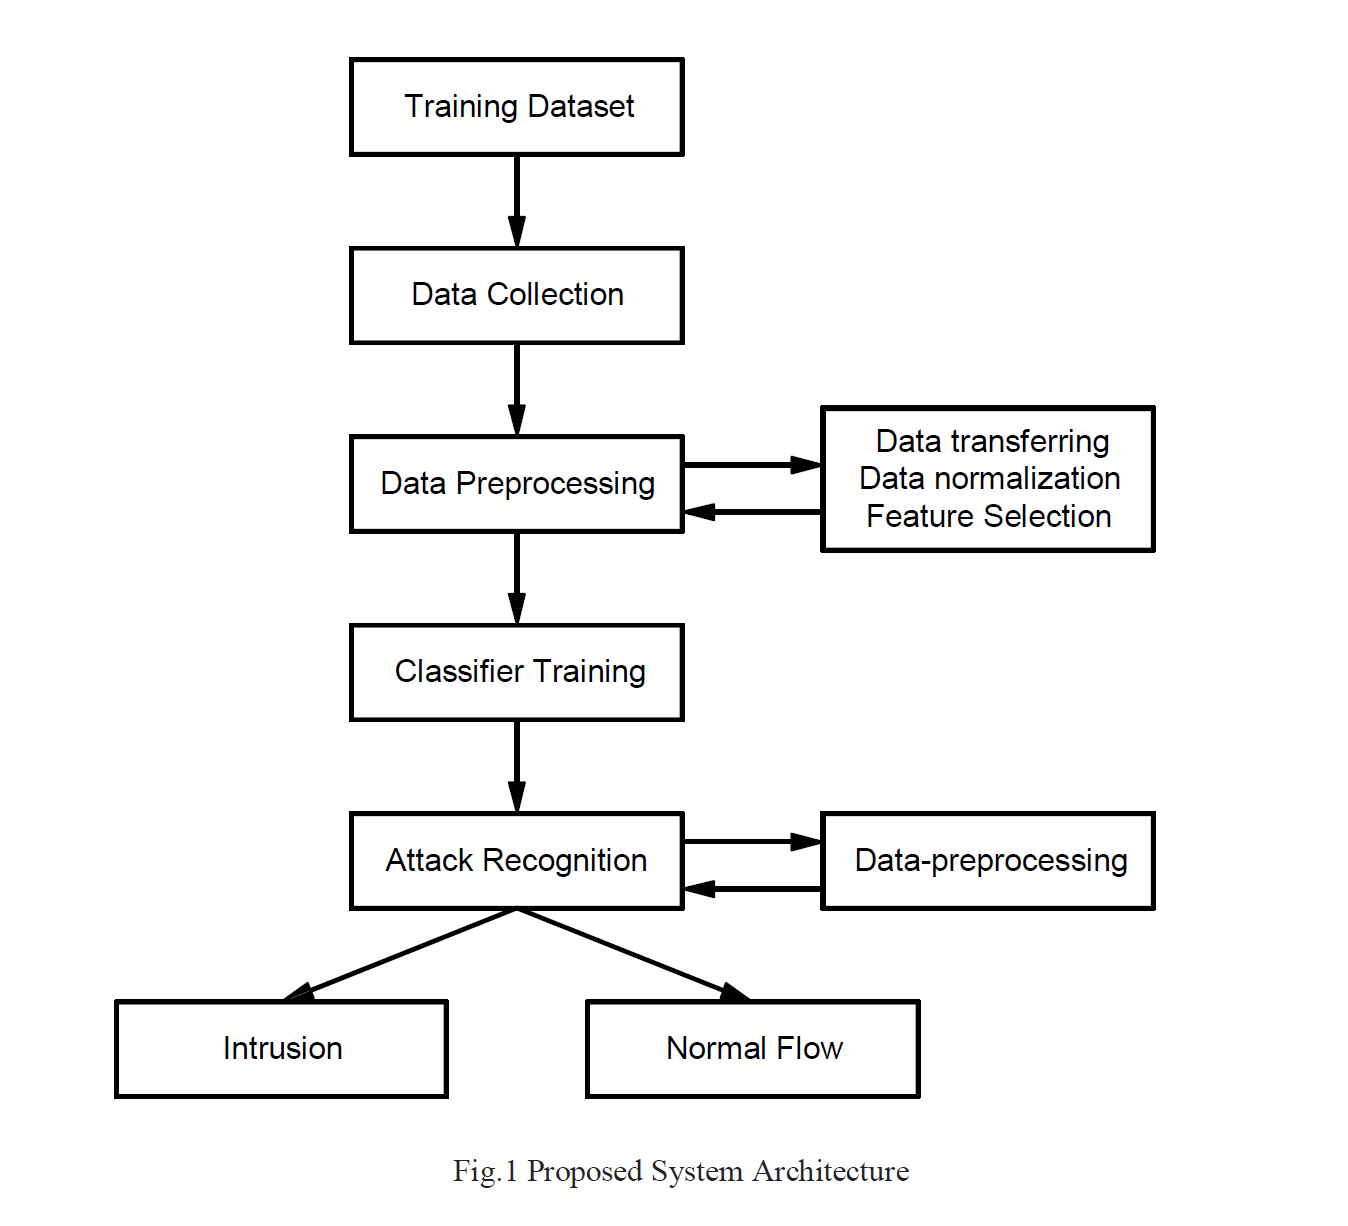 Training Dataset
Data Collection
Data Preprocessing
Data transferring
Data normalization
Feature Selection
Classifier Training
Attack Recognition
Data-preprocessing
Intrusion
Normal Flow
Fig.1 Proposed System Architecture